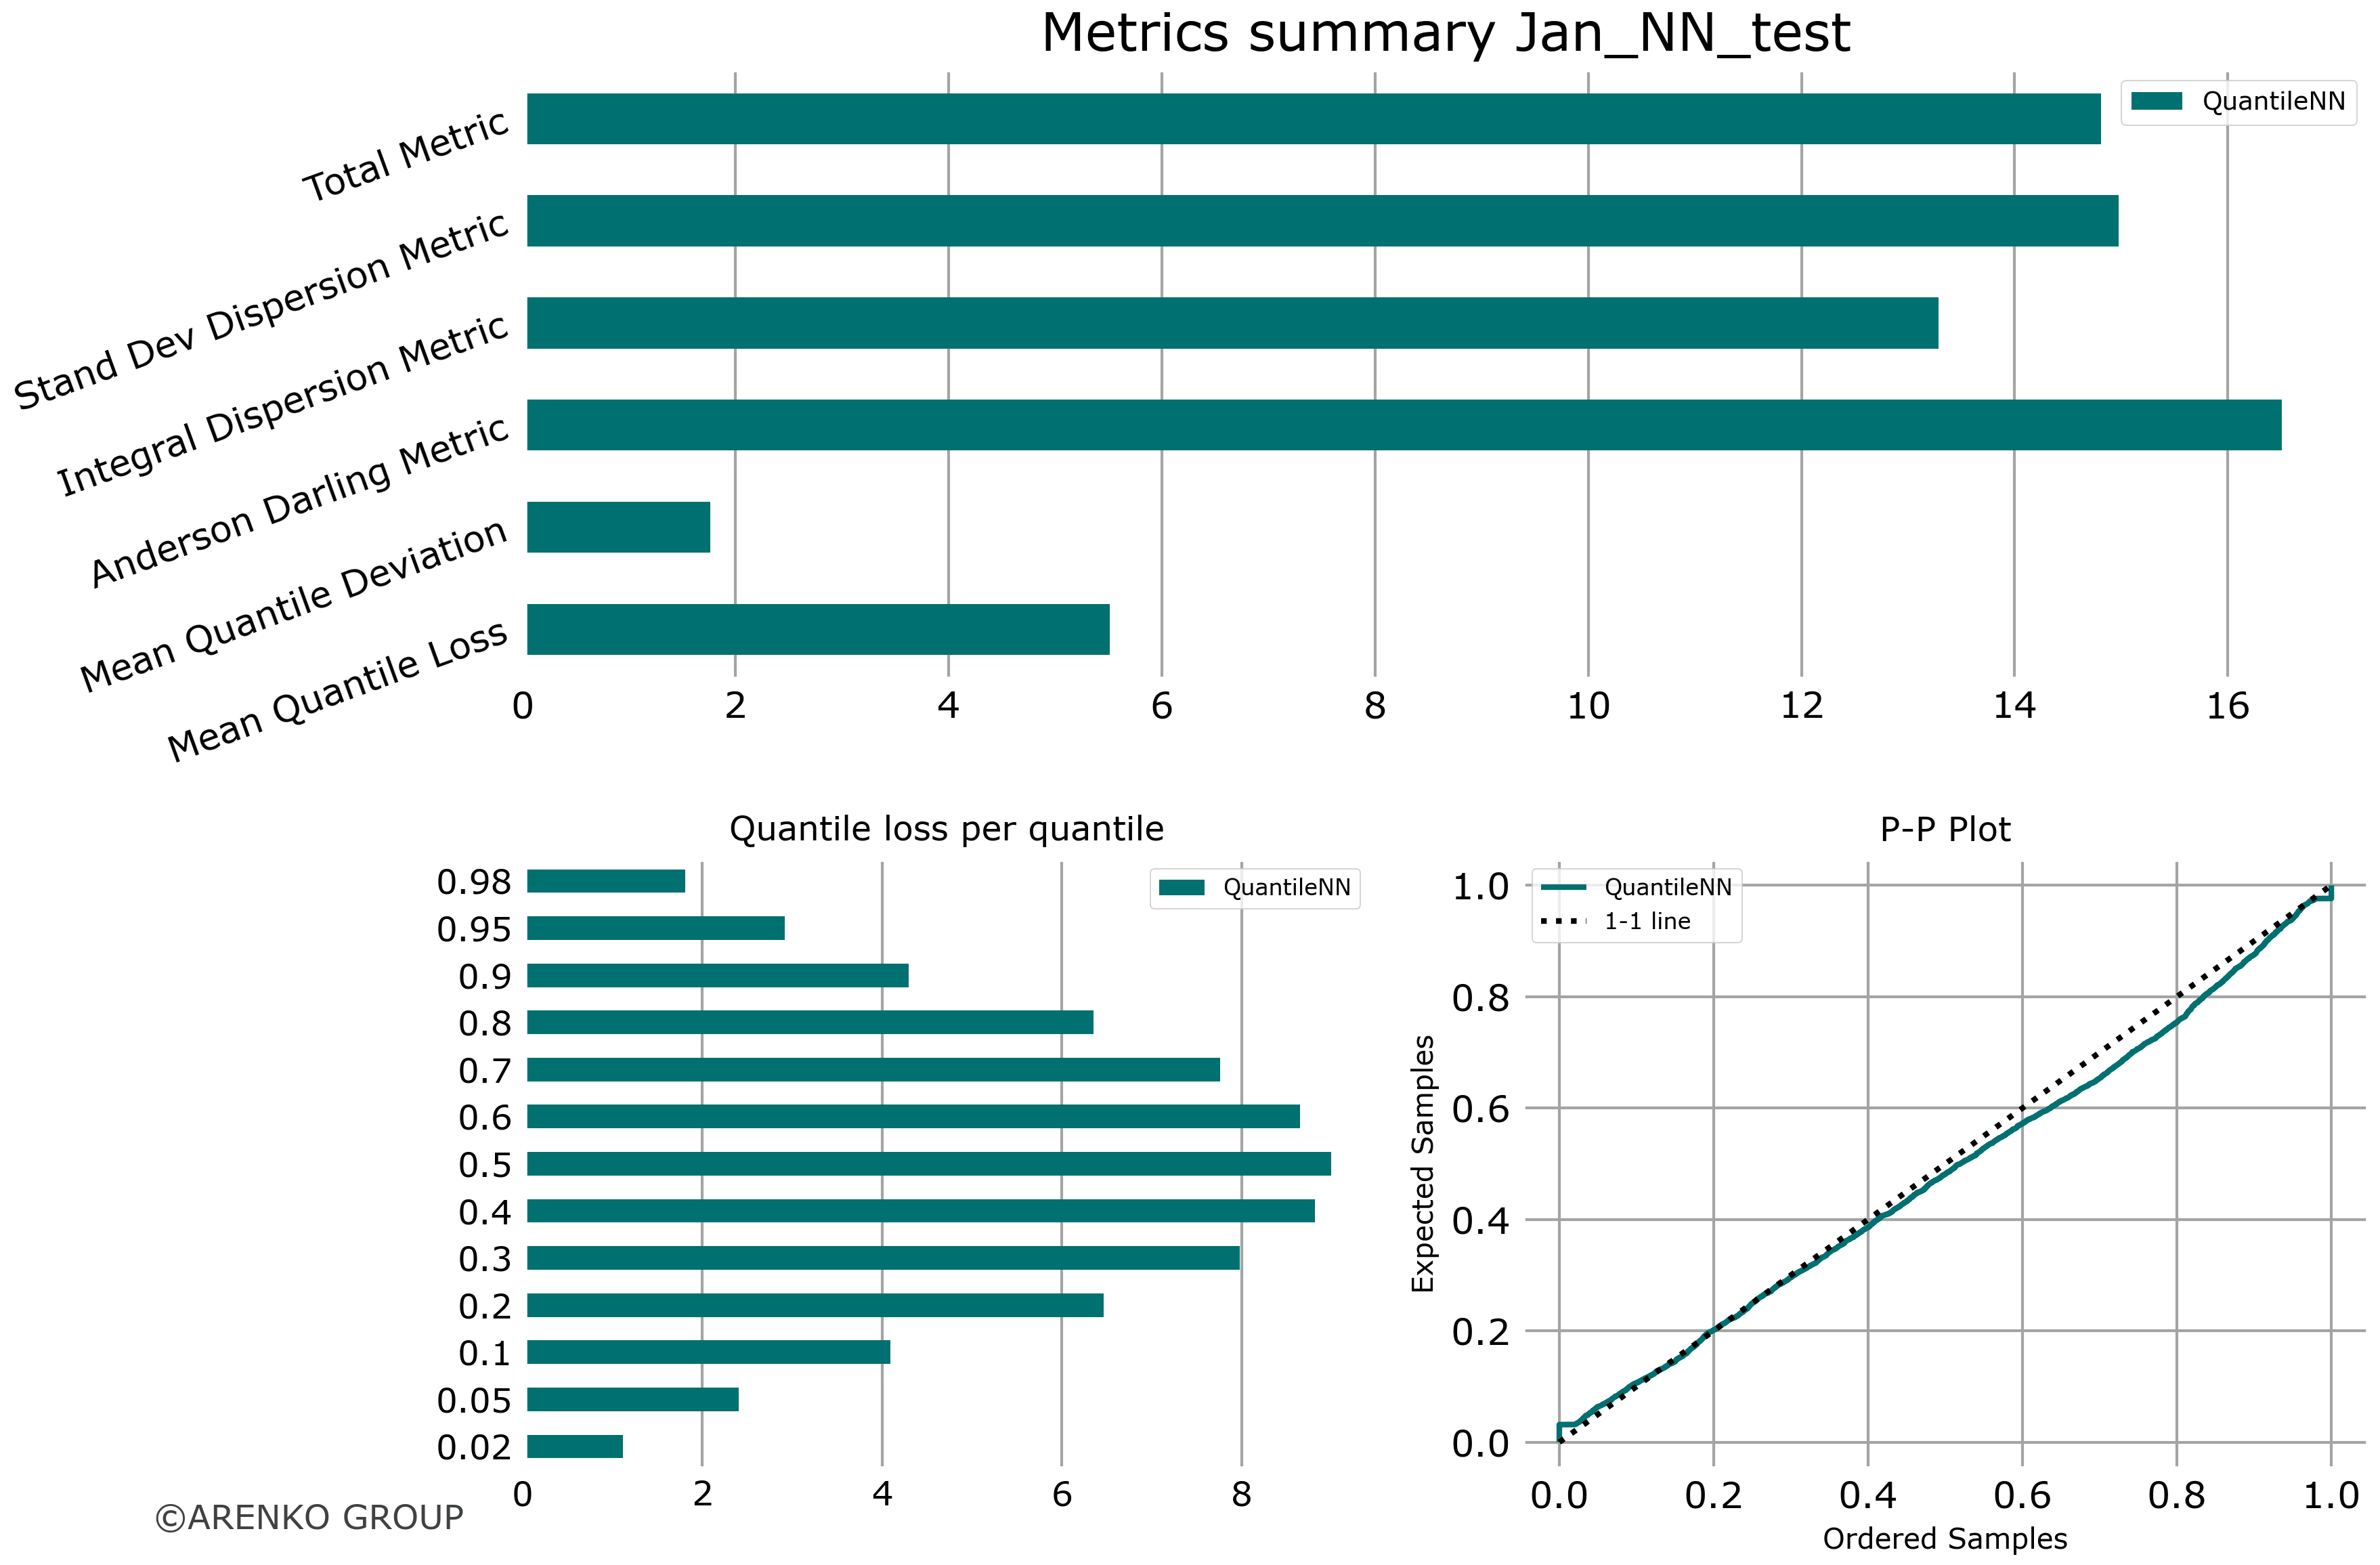 Metrics summary Jan_NN_test
QuantileNN
Total Metric
Stand Dev Dispersion Metric
Integral Dispersion Metric
Anderson Darling Metric
Mean Quantile Deviation
Mean Quantile Loss
0 2 4 6 8 10 12 14 16
Quantile loss per quantile
QuantileNN
0.98
0.95
0.9
0.8
0.7
0.6
0.5
0.4
0.3
0.2
0.1
0.05
0.02
0 2 4 6 8
P-P Plot
QuantileNN
1-1 line
Expected Samples
1.0
0.8
0.6
0.4
0.2
0.0
0.0 0.2 0.4 0.6 0.8 1.0
Ordered Samples
©ARENKO GROUP